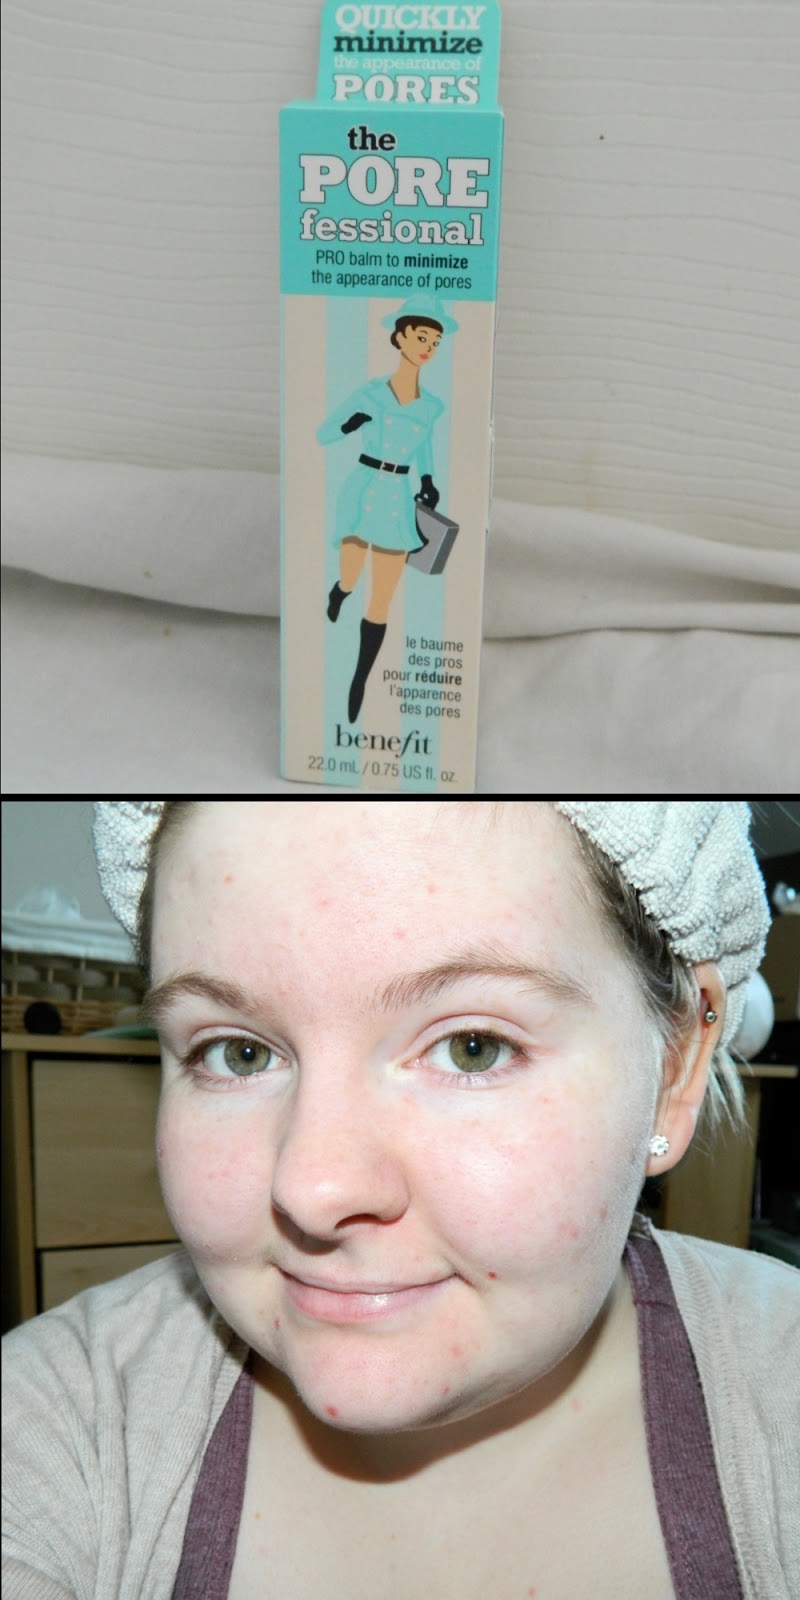 QUICKLY
minimize
the appearance of
PORES
the
PORE
fessional
PRO balm to minimize
the appearance of pores
le baume
des pros
pour réduire
l'apparence
des pores
benefit
22.0 mL / 0.75 US fl. oz.